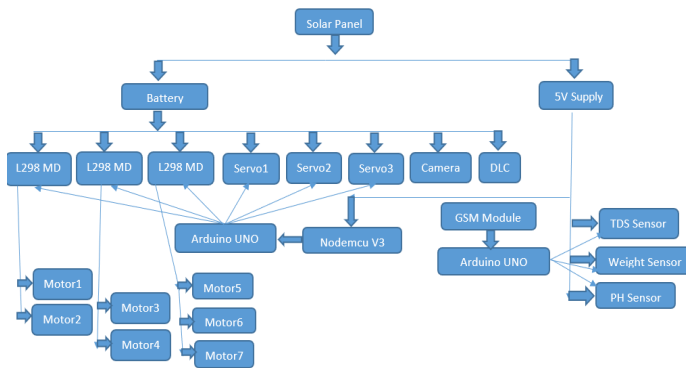 Solar Panel
Battery
5V Supply
L298 MD
L298 MD
L298 MD
Servo1
Servo2
Servo3
Camera
DLC
GSM Module
TDS Sensor
Arduino UNO
Nodemcu V3
Arduino UNO
Weight Sensor
Motor1
Motor5
PH Sensor
Motor2
Motor3
Motor6
Motor4
Motor7